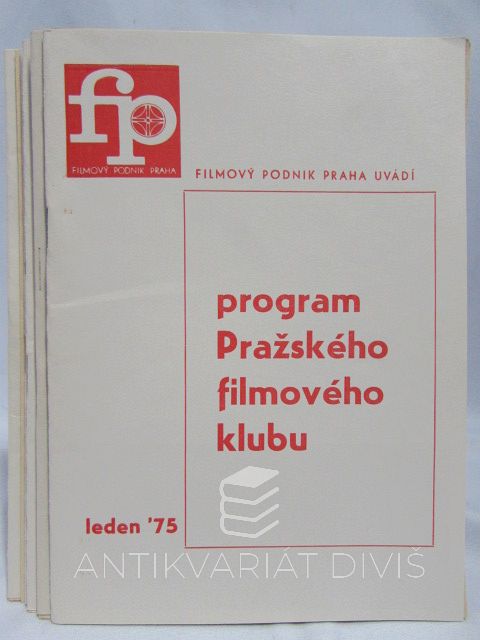 fp
FILMOVÝ PODNIK PRAHA
FILMOVÝ PODNIK PRAHA UVÁDÍ
program
Pražského
filmového
klubu
leden '75
ANTIKVARIÁT DIVIŠ